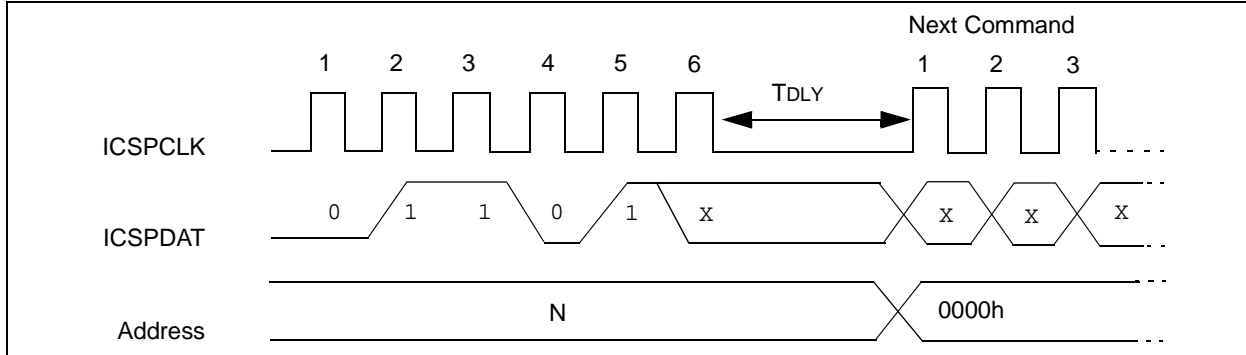 Next Command
1 2 3 4 5 6 1 2 3
TDLY
ICSPCLK
0 1 1 0 1 X X X X
ICSPDAT
N 0000h
Address